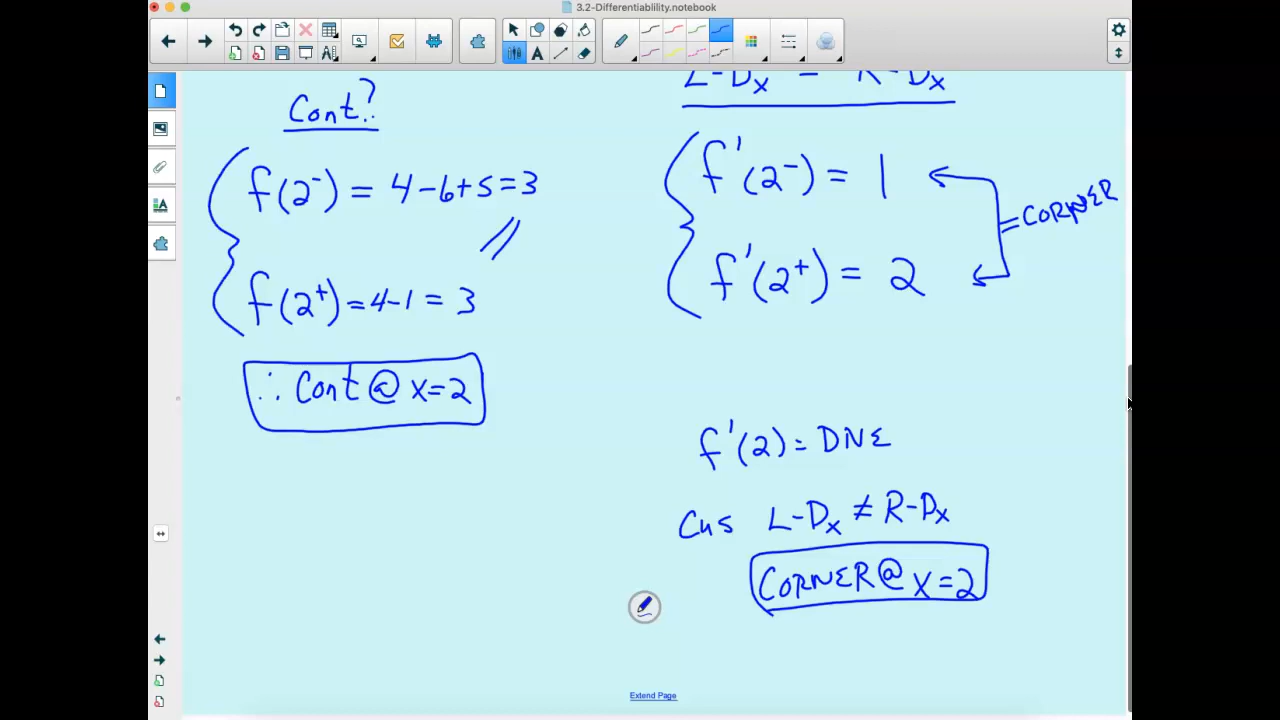 3.2-Differentiablility.notebook
L-Dx = R-Dx
Cont?
f(2⁻) = 4-6+5=3
f(2⁺)=4-1=3
∴ Cont@x=2
f'(2⁻) = 1
=CORNER
f'(2⁺) = 2
f'(2)= DNE
Cus L-Dx ≠ R-Dx
CORNER@x=2
Extend Page